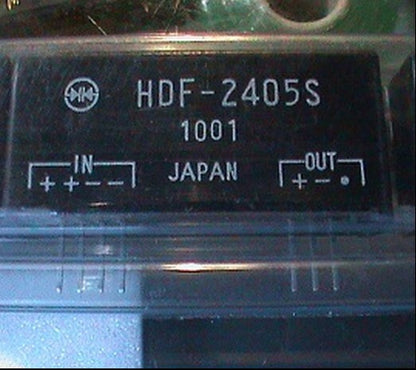 HDF-2405S
1001
IN JAPAN OUT
++-- +-•